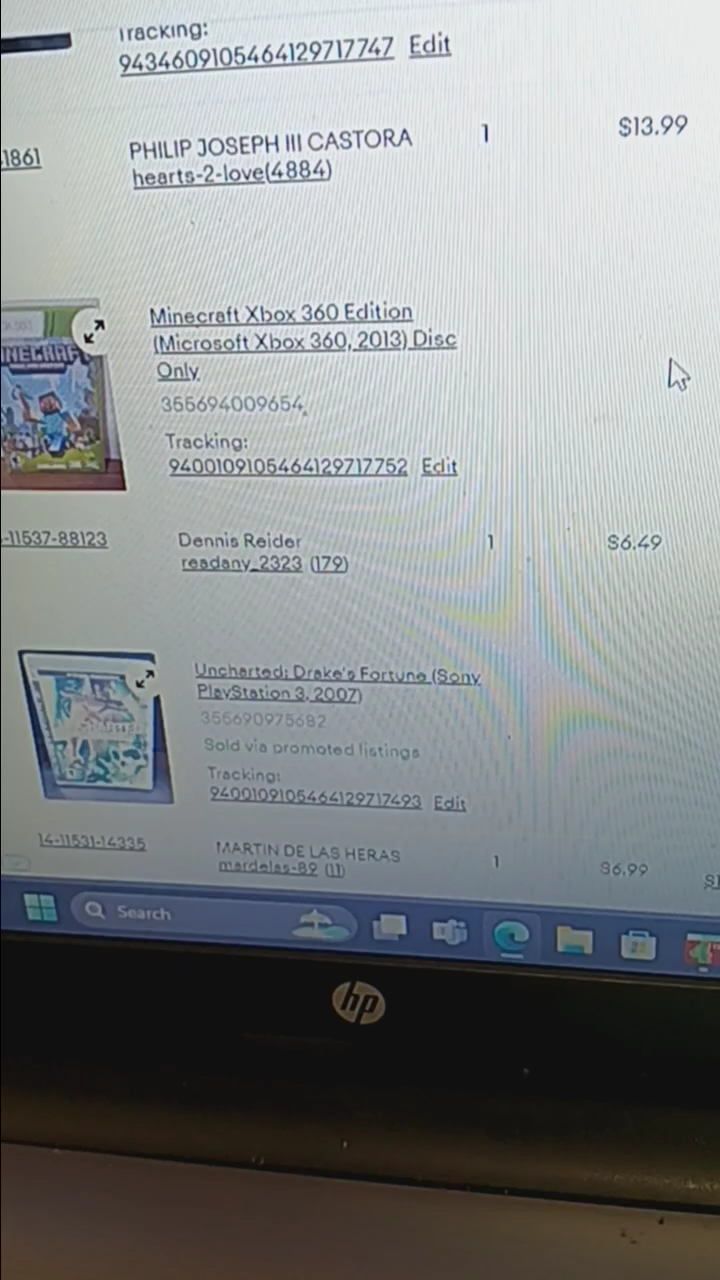 Tracking:
9434609105464129717747 Edit
1861
PHILIP JOSEPH III CASTORA
1
$13.99
hearts-2-love(4884)
MINECRAFT
Minecraft Xbox 360 Edition
(Microsoft Xbox 360, 2013) Disc
Only.
355694009654
Tracking:
9400109105464129717752 Edit
-11537-88123
Dennis Reider
1
$6.49
readany_2323 (179)
Uncharted: Drake's Fortune (Sony
PlayStation 3, 2007)
355690975682
Sold via promoted listings
Tracking:
9400109105464129717493 Edit
14-11531-14335
MARTIN DE LAS HERAS
1
$6.99
mardelas-89 (11)
Search
hp